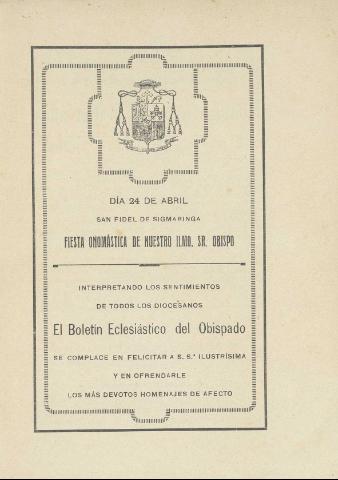 DÍA 24 DE ABRIL
SAN FIDEL DE SIGMARINGA
FIESTA ONOMÁSTICA DE NUESTRO ILMO. SR. OBISPO
INTERPRETANDO LOS SENTIMIENTOS
DE TODOS LOS DIOCESANOS
El Boletín Eclesiástico del Obispado
SE COMPLACE EN FELICITAR A S. S.ª ILUSTRÍSIMA
Y EN OFRENDARLE
LOS MÁS DEVOTOS HOMENAJES DE AFECTO